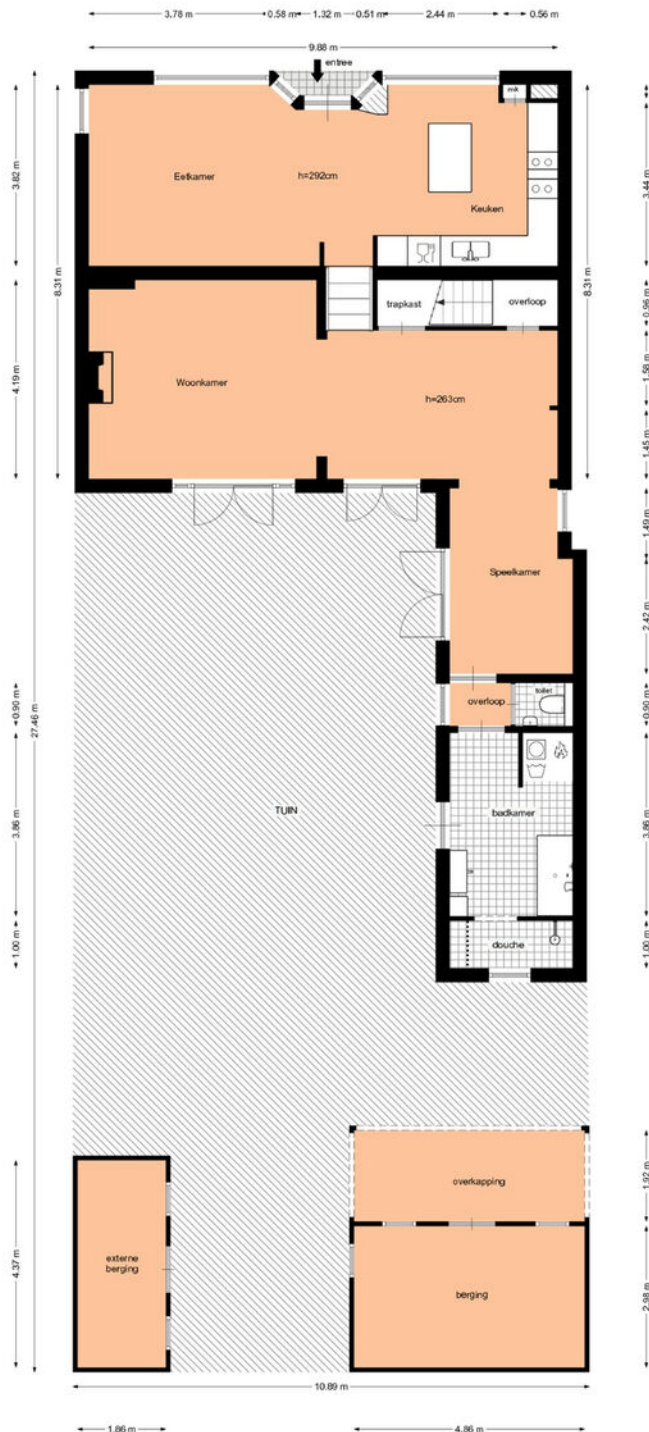 3.78 m
0.58 m
1.32 m
0.51 m
2.44 m
0.56 m
9.88 m
entree
mk
3.82 m
3.44 m
Eetkamer
h=292cm
Keuken
8.31 m
8.31 m
trapkast
overloop
0.96 m
4.19 m
Woonkamer
h=263cm
1.58 m
1.45 m
1.49 m
Speelkamer
2.42 m
0.90 m
overloop
toilet
0.90 m
27.46 m
3.86 m
TUIN
badkamer
3.86 m
1.00 m
douche
1.00 m
overkapping
1.92 m
4.37 m
externe
berging
berging
2.98 m
10.89 m
1.86 m
4.86 m